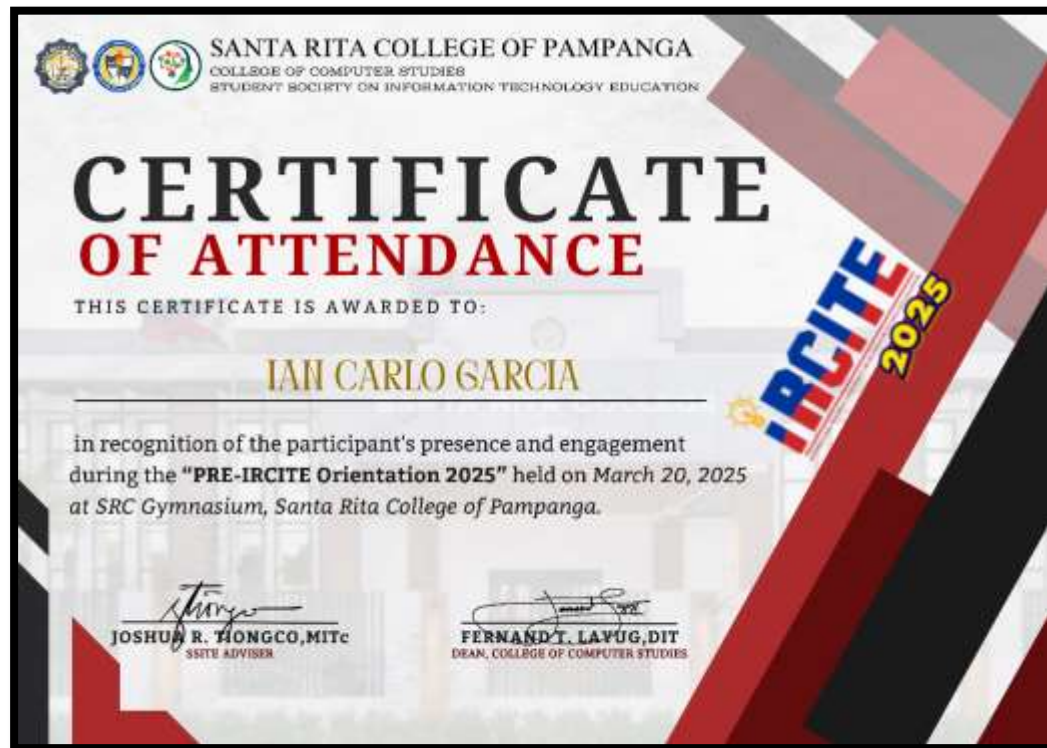 SANTA RITA COLLEGE OF PAMPANGA
COLLEGE OF COMPUTER STUDIES
STUDENT SOCIETY ON INFORMATION TECHNOLOGY EDUCATION
CERTIFICATE
OF ATTENDANCE
THIS CERTIFICATE IS AWARDED TO:
IAN CARLO GARCIA
in recognition of the participant's presence and engagement
during the "PRE-IRCITE Orientation 2025" held on March 20, 2025
at SRC Gymnasium, Santa Rita College of Pampanga.
iRCITE
2025
JOSHUA R. TIONGCO,MITc
SSITE ADVISER
FERNAND T. LAVUG,DIT
DEAN, COLLEGE OF COMPUTER STUDIES